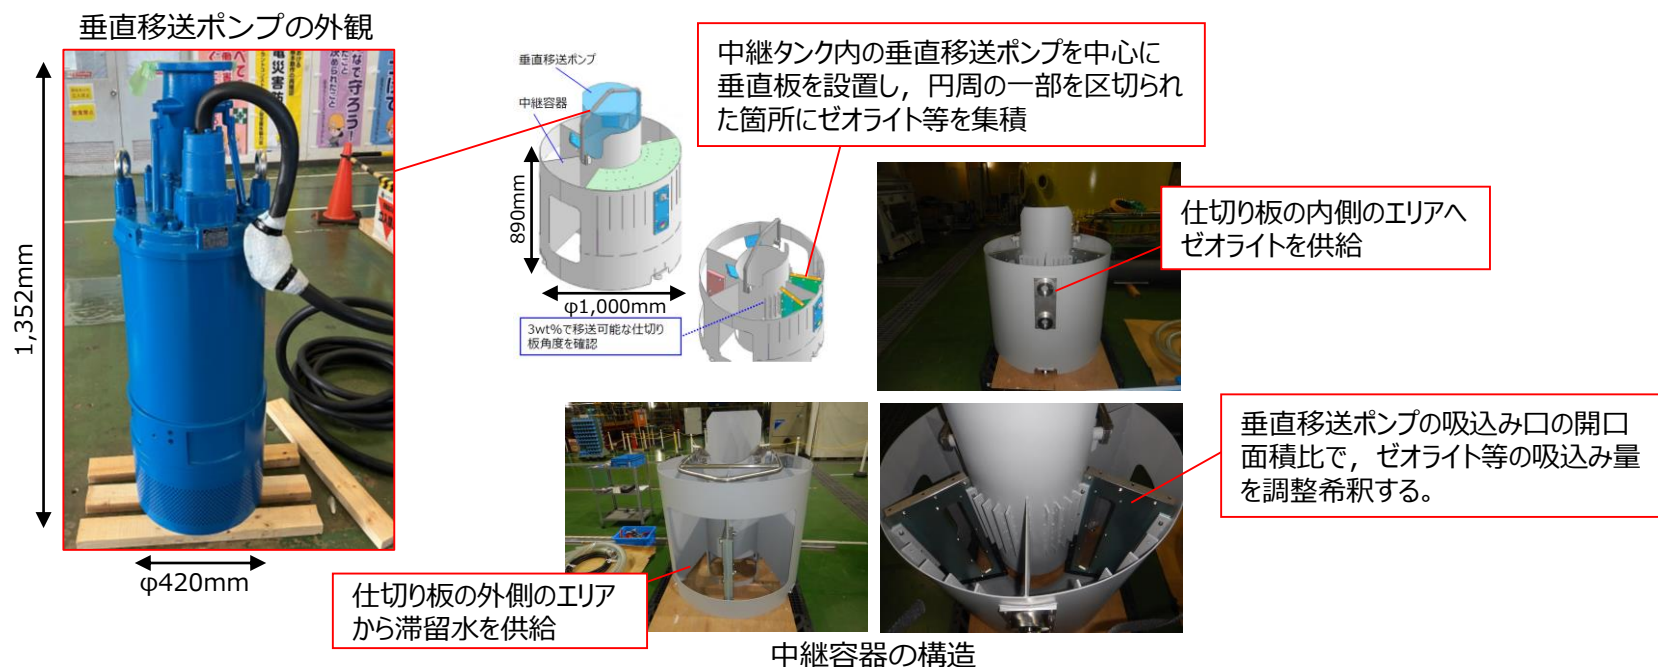 垂直移送ポンプの外観
1,352mm
φ420mm
垂直移送ポンプ
中継容器
890mm
φ1,000mm
3wt%で移送可能な仕切り
板角度を確認
中継タンク内の垂直移送ポンプを中心に
垂直板を設置し，円周の一部を区切られ
た箇所にゼオライト等を集積
仕切り板の内側のエリアへ
ゼオライトを供給
垂直移送ポンプの吸込み口の開口
面積比で，ゼオライト等の吸込み量
を調整希釈する。
仕切り板の外側のエリア
から滞留水を供給
中継容器の構造